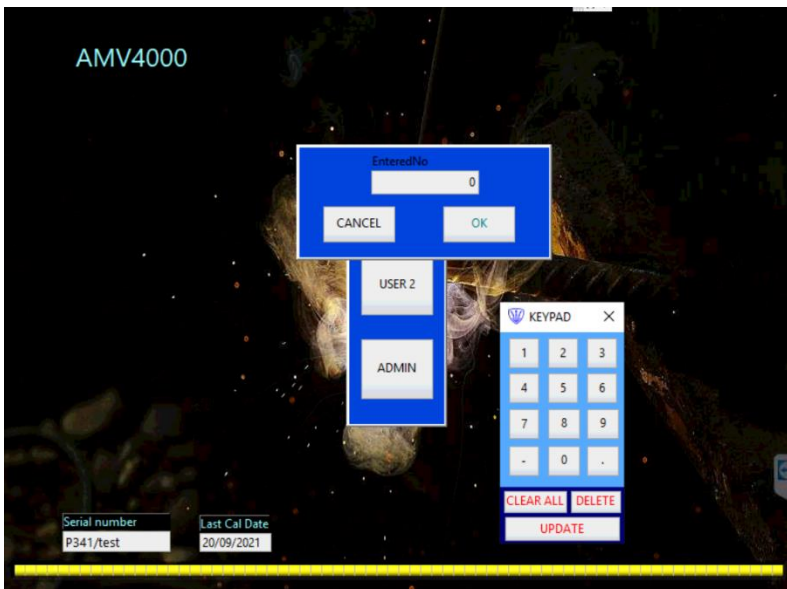 AMV4000
EnteredNo
0
CANCEL
OK
USER 2
ADMIN
KEYPAD
1 2 3
4 5 6
7 8 9
- 0 .
CLEAR ALL DELETE
UPDATE
Serial number
P341/test
Last Cal Date
20/09/2021